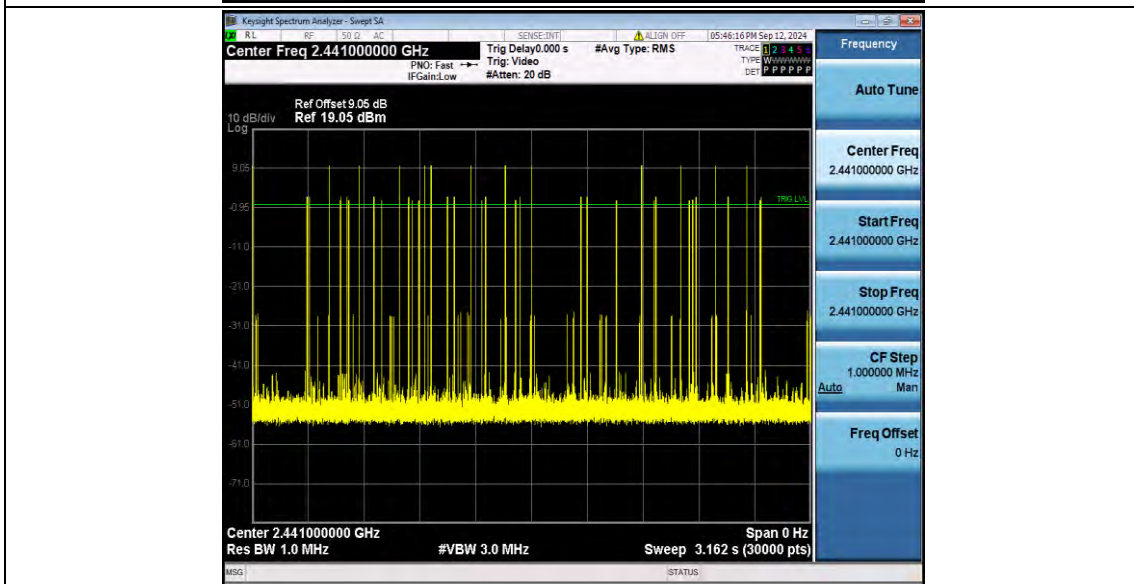 Keysight Spectrum Analyzer - Swept SA
RL RF 50 Ω AC SENSE:INT ALIGN OFF 05:46:16 PM Sep 12, 2024
Center Freq 2.441000000 GHz
Trig Delay0.000 s #Avg Type: RMS
TRACE 1 2 3 4 5 6
PNO: Fast Trig: Video
TYPE W
IFGain:Low #Atten: 20 dB
DET P P P P P P
Ref Offset 9.05 dB
10 dB/div Ref 19.05 dBm
Log
9.05
TRIG LVL
-0.95
-11.0
-21.0
-31.0
-41.0
-51.0
-61.0
-71.0
Center 2.441000000 GHz Span 0 Hz
Res BW 1.0 MHz #VBW 3.0 MHz Sweep 3.162 s (30000 pts)
MSG STATUS
Frequency
Auto Tune
Center Freq
2.441000000 GHz
Start Freq
2.441000000 GHz
Stop Freq
2.441000000 GHz
CF Step
1.000000 MHz
Auto Man
Freq Offset
0 Hz